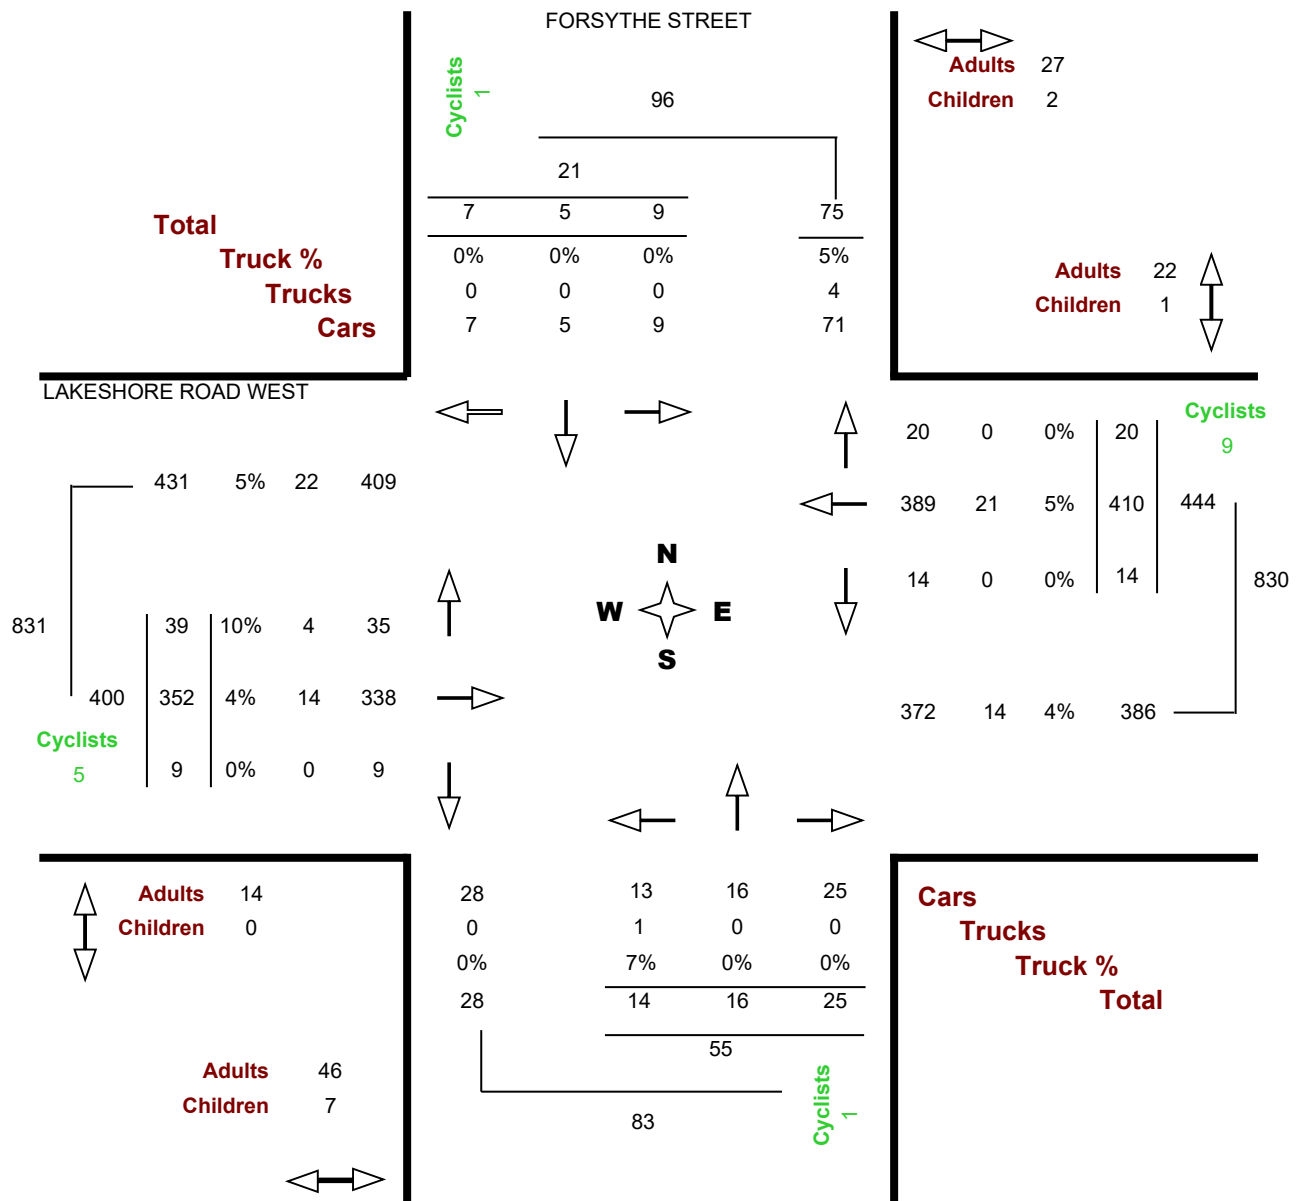 FORSYTHE STREET
Adults 27
Children 2
Cyclists
1
96
21
7 5 9 75
Total
0% 0% 0% 5%
Truck %
0 0 0 4
Trucks
7 5 9 71
Cars
Adults 22
Children 1
LAKESHORE ROAD WEST
Cyclists
9
20 0 0% 20
431 5% 22 409
389 21 5% 410 444
14 0 0% 14
830
N
W E
S
831
39 10% 4 35
400 352 4% 14 338
372 14 4% 386
Cyclists
5
9 0% 0 9
Adults 14
Children 0
28 13 16 25
0 1 0 0
0% 7% 0% 0%
28 14 16 25
55
Cars
Trucks
Truck %
Total
Adults 46
Children 7
83
Cyclists
1